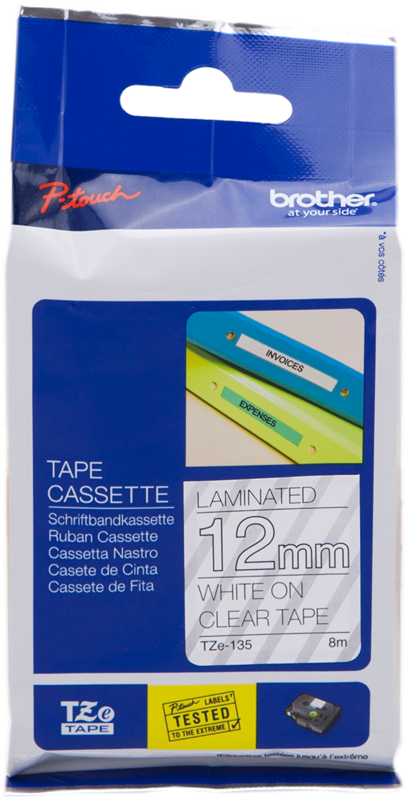 P-touch
brother
at your side*
*à vos côtés
INVOICES
EXPENSES
TAPE
CASSETTE
Schriftbandkassette
Ruban Cassette
Cassetta Nastro
Casete de Cinta
Cassete de Fita
LAMINATED
12mm
WHITE ON
CLEAR TAPE
TZe-135 8m
TZe
TAPE
P-touch LABELS*
TESTED
TO THE EXTREME